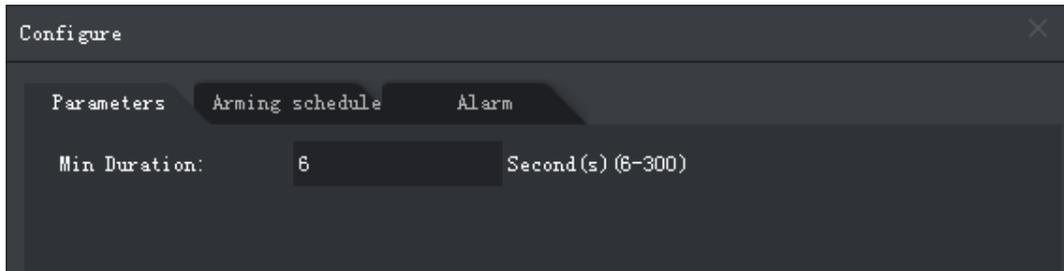 Configure
Parameters Arming schedule Alarm
Min Duration: 6 Second(s)(6-300)